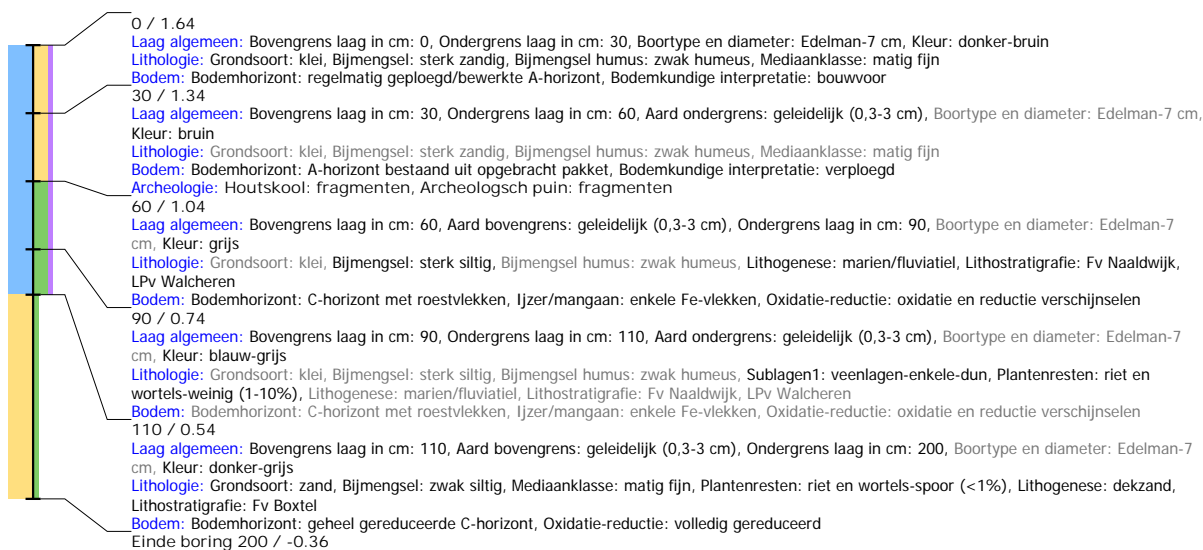 0 / 1.64
Laag algemeen: Bovengrens laag in cm: 0, Ondergrens laag in cm: 30, Boortype en diameter: Edelman-7 cm, Kleur: donker-bruin
Lithologie: Grondsoort: klei, Bijmengsel: sterk zandig, Bijmengsel humus: zwak humeus, Mediaanklasse: matig fijn
Bodem: Bodemhorizont: regelmatig geploegd/bewerkte A-horizont, Bodemkundige interpretatie: bouwvoor
30 / 1.34
Laag algemeen: Bovengrens laag in cm: 30, Ondergrens laag in cm: 60, Aard ondergrens: geleidelijk (0,3-3 cm), Boortype en diameter: Edelman-7 cm,
Kleur: bruin
Lithologie: Grondsoort: klei, Bijmengsel: sterk zandig, Bijmengsel humus: zwak humeus, Mediaanklasse: matig fijn
Bodem: Bodemhorizont: A-horizont bestaand uit opgebracht pakket, Bodemkundige interpretatie: verploegd
Archeologie: Houtskool: fragmenten, Archeologsch puin: fragmenten
60 / 1.04
Laag algemeen: Bovengrens laag in cm: 60, Aard bovengrens: geleidelijk (0,3-3 cm), Ondergrens laag in cm: 90, Boortype en diameter: Edelman-7
cm, Kleur: grijs
Lithologie: Grondsoort: klei, Bijmengsel: sterk siltig, Bijmengsel humus: zwak humeus, Lithogenese: marien/fluviatiel, Lithostratigrafie: Fv Naaldwijk,
LPv Walcheren
Bodem: Bodemhorizont: C-horizont met roestvlekken, Ijzer/mangaan: enkele Fe-vlekken, Oxidatie-reductie: oxidatie en reductie verschijnselen
90 / 0.74
Laag algemeen: Bovengrens laag in cm: 90, Ondergrens laag in cm: 110, Aard ondergrens: geleidelijk (0,3-3 cm), Boortype en diameter: Edelman-7
cm, Kleur: blauw-grijs
Lithologie: Grondsoort: klei, Bijmengsel: sterk siltig, Bijmengsel humus: zwak humeus, Sublagen1: veenlagen-enkele-dun, Plantenresten: riet en
wortels-weinig (1-10%), Lithogenese: marien/fluviatiel, Lithostratigrafie: Fv Naaldwijk, LPv Walcheren
Bodem: Bodemhorizont: C-horizont met roestvlekken, Ijzer/mangaan: enkele Fe-vlekken, Oxidatie-reductie: oxidatie en reductie verschijnselen
110 / 0.54
Laag algemeen: Bovengrens laag in cm: 110, Aard bovengrens: geleidelijk (0,3-3 cm), Ondergrens laag in cm: 200, Boortype en diameter: Edelman-7
cm, Kleur: donker-grijs
Lithologie: Grondsoort: zand, Bijmengsel: zwak siltig, Mediaanklasse: matig fijn, Plantenresten: riet en wortels-spoor (<1%), Lithogenese: dekzand,
Lithostratigrafie: Fv Boxtel
Bodem: Bodemhorizont: geheel gereduceerde C-horizont, Oxidatie-reductie: volledig gereduceerd
Einde boring 200 / -0.36